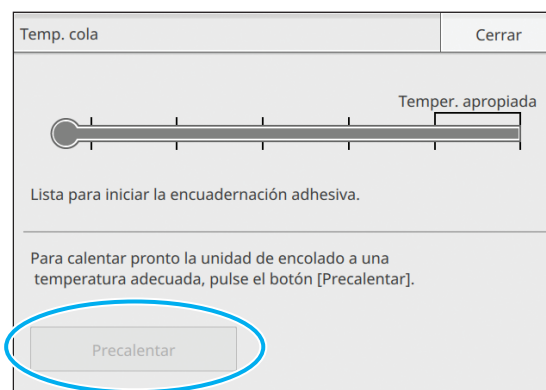 Temp. cola
Cerrar
Temper. apropiada
Lista para iniciar la encuadernación adhesiva.
Para calentar pronto la unidad de encolado a una
temperatura adecuada, pulse el botón [Precalentar].
Precalentar